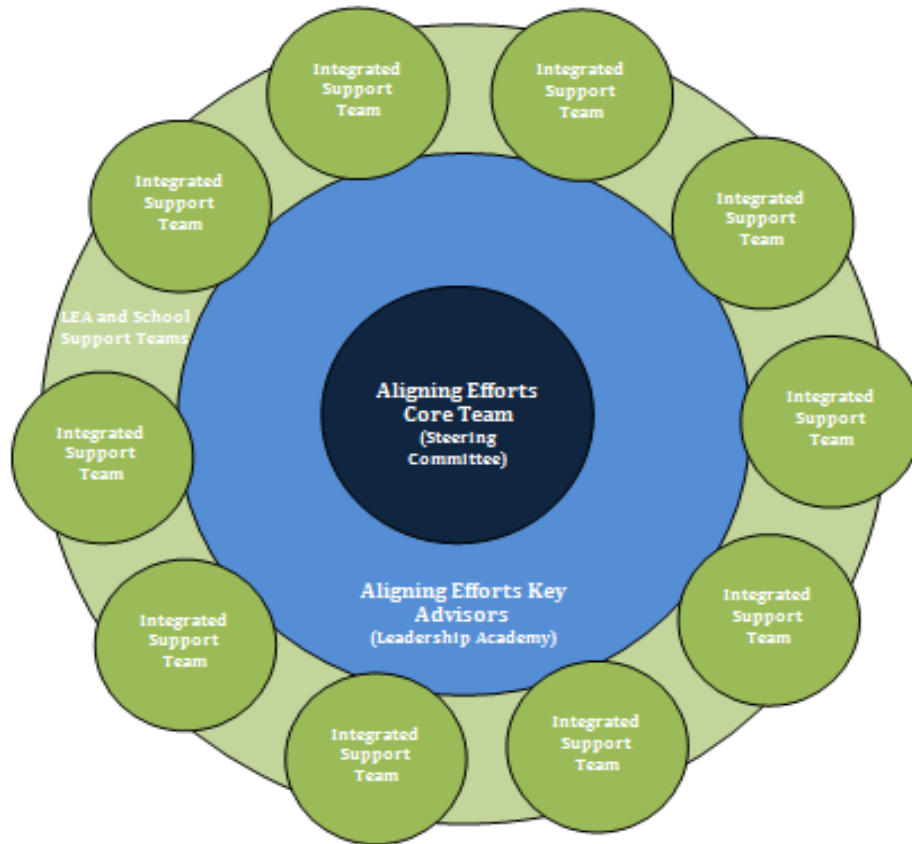 Integrated
Support
Team
Integrated
Support
Team
Integrated
Support
Team
Integrated
Support
Team
LEA and School
Support Teams
Aligning Efforts
Core Team
(Steering
Committee)
Integrated
Support
Team
Integrated
Support
Team
Aligning Efforts Key
Advisors
(Leadership Academy)
Integrated
Support
Team
Integrated
Support
Team
Integrated
Support
Team
Integrated
Support
Team